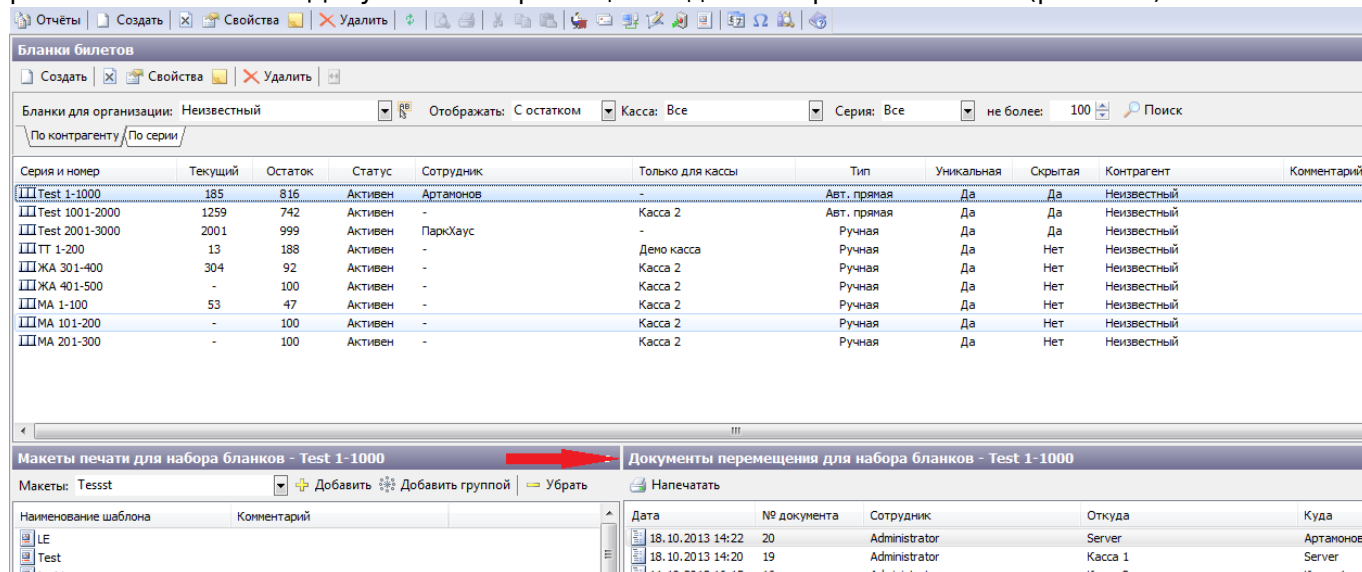 Отчёты Создать Свойства Удалить
Бланки билетов
Создать Свойства Удалить
Бланки для организации: Неизвестный Отображать: С остатком Касса: Все Серия: Все не более: 100 Поиск
По контрагенту По серии
Серия и номер Текущий Остаток Статус Сотрудник Только для кассы Тип Уникальная Скрытая Контрагент Комментарий
Test 1-1000 185 816 Активен Артамонов - Авт. прямая Да Да Неизвестный
Test 1001-2000 1259 742 Активен - Касса 2 Авт. прямая Да Да Неизвестный
Test 2001-3000 2001 999 Активен ПаркХаус - Ручная Да Да Неизвестный
ТТ 1-200 13 188 Активен - Демо касса Ручная Да Нет Неизвестный
ЖА 301-400 304 92 Активен - Касса 2 Ручная Да Нет Неизвестный
ЖА 401-500 - 100 Активен - Касса 2 Ручная Да Нет Неизвестный
МА 1-100 53 47 Активен - Касса 2 Ручная Да Нет Неизвестный
МА 101-200 - 100 Активен - Касса 2 Ручная Да Нет Неизвестный
МА 201-300 - 100 Активен - Касса 2 Ручная Да Нет Неизвестный
Макеты печати для набора бланков - Test 1-1000 Документы перемещения для набора бланков - Test 1-1000
Макеты: Tessst Добавить Добавить группой Убрать Напечатать
Наименование шаблона Комментарий Дата № документа Сотрудник Откуда Куда
LE 18.10.2013 14:22 20 Administrator Server Артамонов
Test 18.10.2013 14:20 19 Administrator Касса 1 Server